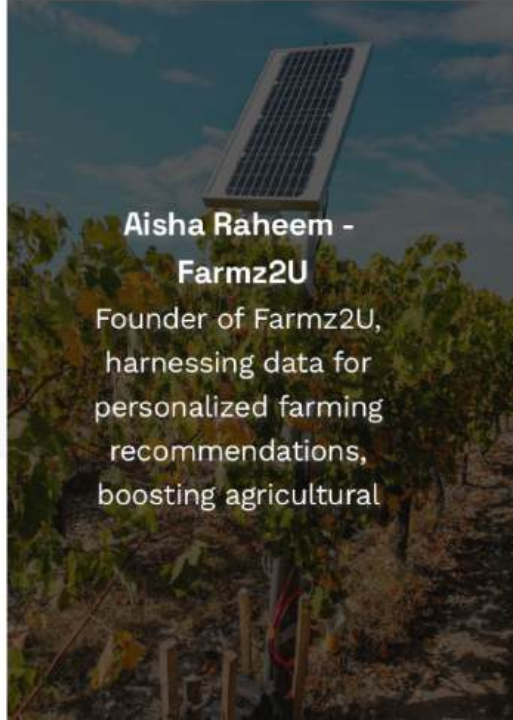 Aisha Raheem -
Farmz2U
Founder of Farmz2U,
harnessing data for
personalized farming
recommendations,
boosting agricultural